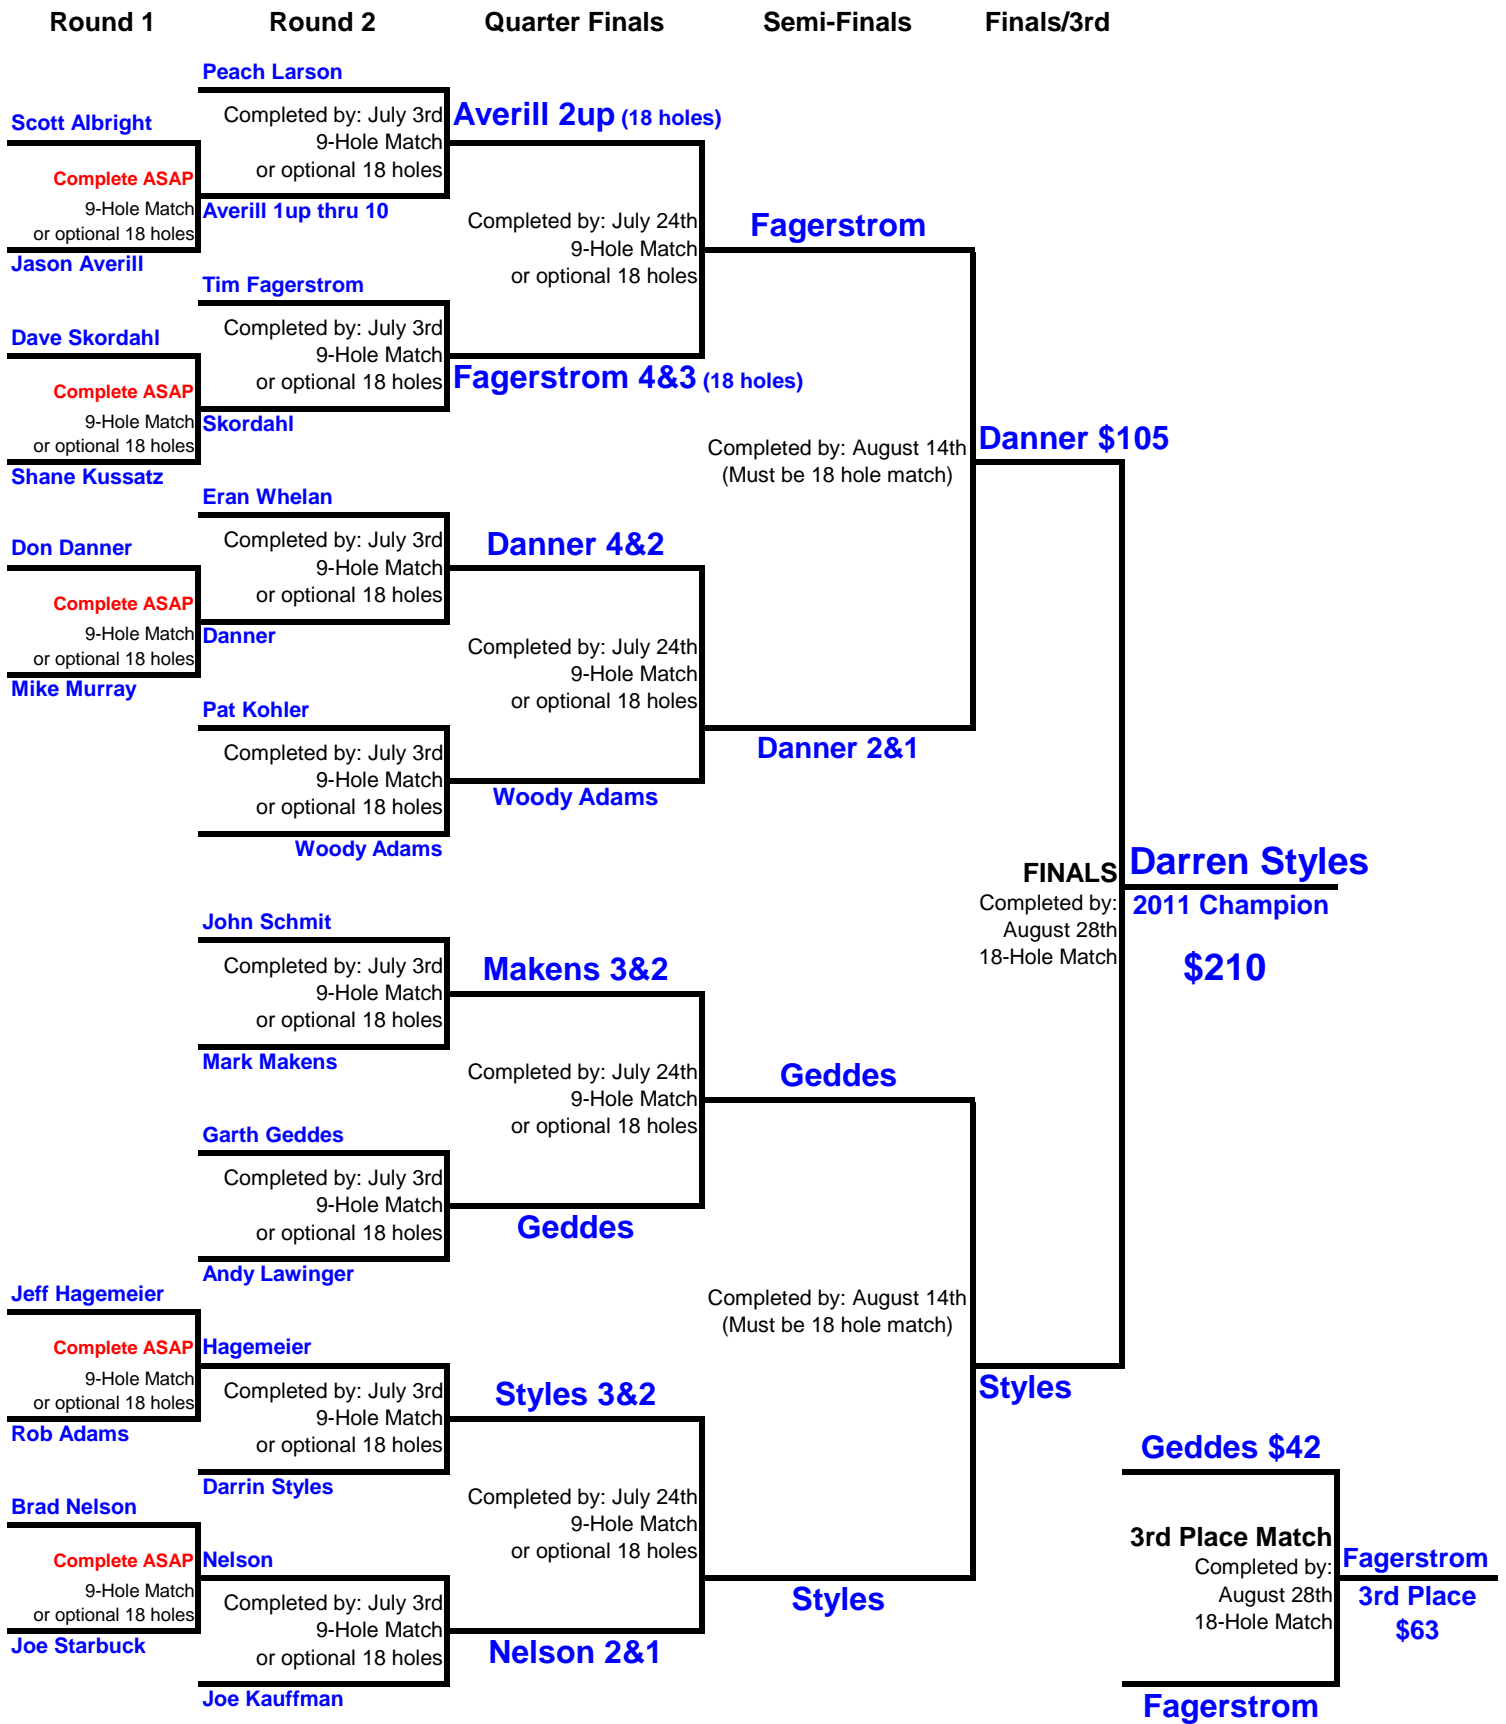 Round 1
Round 2
Quarter Finals
Semi-Finals
Finals/3rd
Scott Albright
Complete ASAP
9-Hole Match
or optional 18 holes
Jason Averill
Dave Skordahl
Complete ASAP
9-Hole Match
or optional 18 holes
Shane Kussatz
Don Danner
Complete ASAP
9-Hole Match
or optional 18 holes
Mike Murray
Jeff Hagemeier
Complete ASAP
9-Hole Match
or optional 18 holes
Rob Adams
Brad Nelson
Complete ASAP
9-Hole Match
or optional 18 holes
Joe Starbuck
Peach Larson
Completed by: July 3rd
9-Hole Match
or optional 18 holes
Averill 1up thru 10
Tim Fagerstrom
Completed by: July 3rd
9-Hole Match
or optional 18 holes
Skordahl
Eran Whelan
Completed by: July 3rd
9-Hole Match
or optional 18 holes
Danner
Pat Kohler
Completed by: July 3rd
9-Hole Match
or optional 18 holes
Woody Adams
John Schmit
Completed by: July 3rd
9-Hole Match
or optional 18 holes
Mark Makens
Garth Geddes
Completed by: July 3rd
9-Hole Match
or optional 18 holes
Andy Lawinger
Hagemeier
Completed by: July 3rd
9-Hole Match
or optional 18 holes
Darrin Styles
Nelson
Completed by: July 3rd
9-Hole Match
or optional 18 holes
Joe Kauffman
Averill 2up (18 holes)
Completed by: July 24th
9-Hole Match
or optional 18 holes
Fagerstrom 4&3 (18 holes)
Danner 4&2
Completed by: July 24th
9-Hole Match
or optional 18 holes
Woody Adams
Makens 3&2
Completed by: July 24th
9-Hole Match
or optional 18 holes
Geddes
Styles 3&2
Completed by: July 24th
9-Hole Match
or optional 18 holes
Nelson 2&1
Fagerstrom
Completed by: August 14th
(Must be 18 hole match)
Danner 2&1
Geddes
Completed by: August 14th
(Must be 18 hole match)
Styles
Danner $105
FINALS
Completed by:
August 28th
18-Hole Match
Styles
Darren Styles
2011 Champion
$210
Geddes $42
3rd Place Match
Completed by:
August 28th
18-Hole Match
Fagerstrom
Fagerstrom
3rd Place
$63